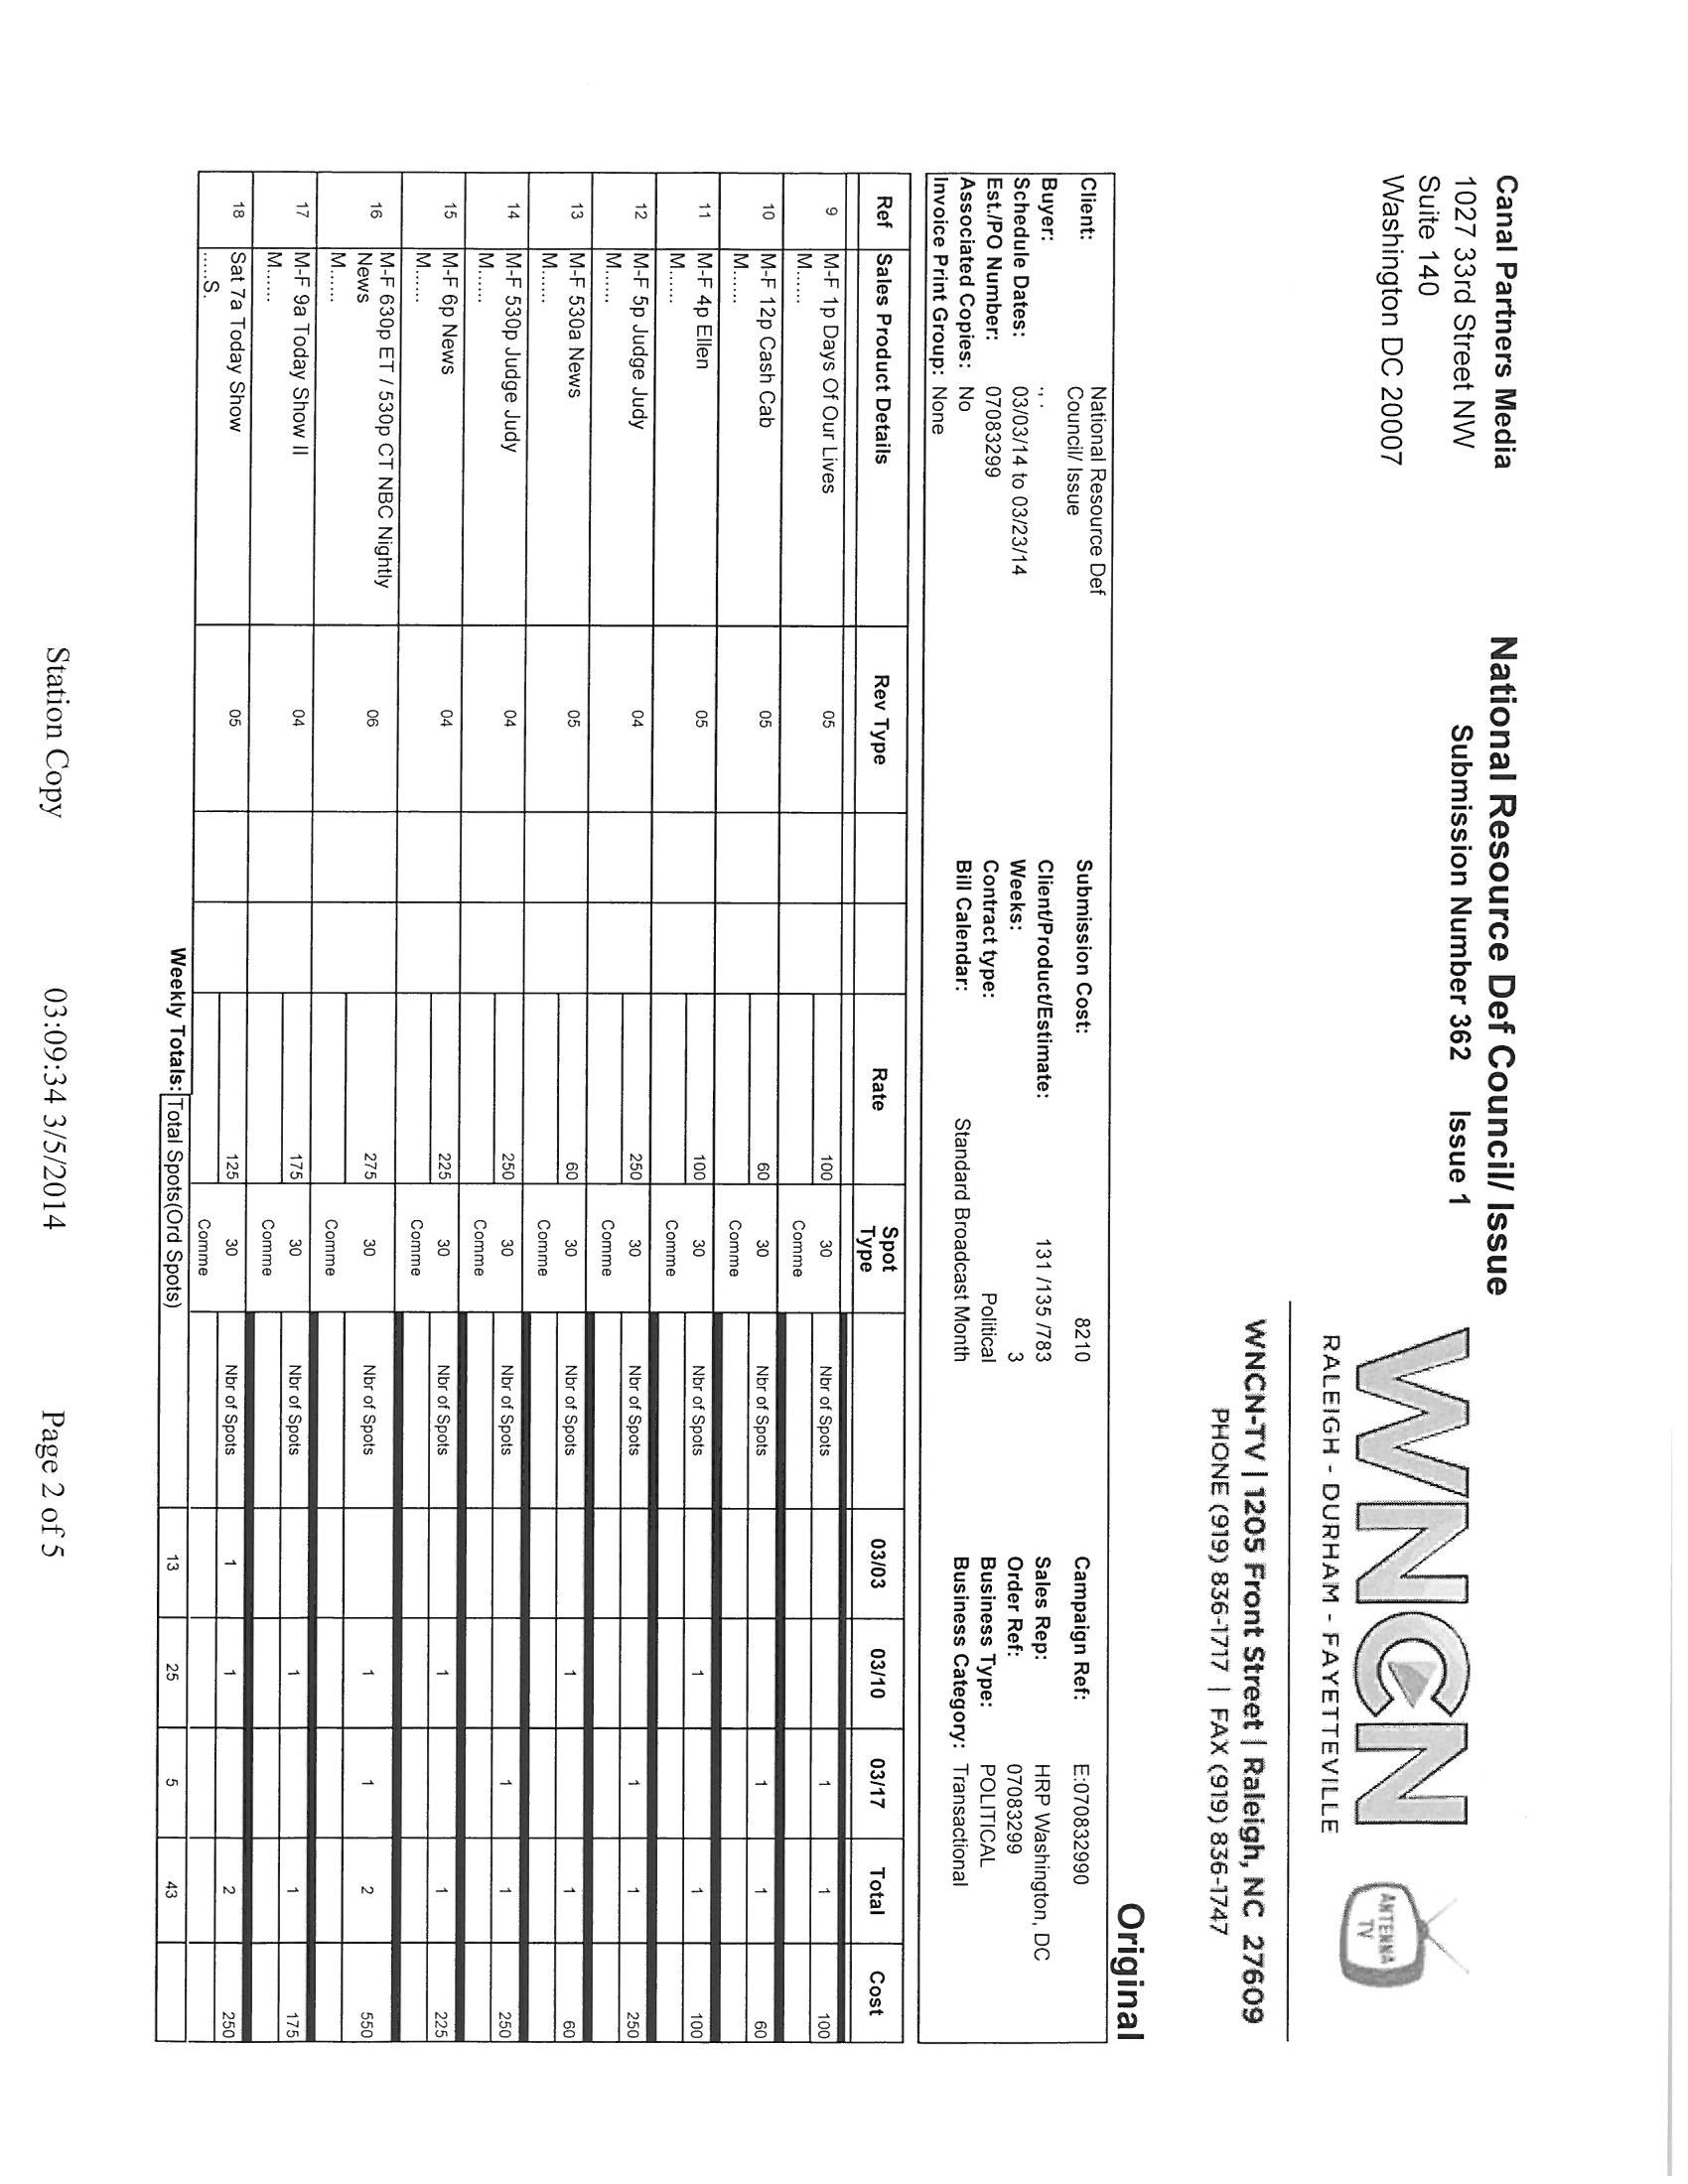 Canal Partners Media
1027 33rd Street NW
Suite 140
Washington DC 20007
National Resource Def Council/ Issue
Submission Number 362 Issue 1
WNCN
RALEIGH - DURHAM - FAYETTEVILLE
ANTENNA
TV
WNCN-TV | 1205 Front Street | Raleigh, NC 27609
PHONE (919) 836-1717 | FAX (919) 836-1747
Original
Client: National Resource Def Submission Cost: 8210 Campaign Ref: E:070832990
Council/ Issue
Buyer: , . Client/Product/Estimate: 131 /135 /783 Sales Rep: HRP Washington, DC
Schedule Dates: 03/03/14 to 03/23/14 Weeks: 3 Order Ref: 07083299
Est./PO Number: 07083299 Contract type: Political Business Type: POLITICAL
Associated Copies: No Bill Calendar: Standard Broadcast Month Business Category: Transactional
Invoice Print Group: None
Ref Sales Product Details Rev Type Rate Spot Type 03/03 03/10 03/17 Total Cost
9 M-F 1p Days Of Our Lives 05 100 30 Nbr of Spots 1 1 100
M...... Comme
10 M-F 12p Cash Cab 05 60 30 Nbr of Spots 1 1 60
M...... Comme
11 M-F 4p Ellen 05 100 30 Nbr of Spots 1 1 100
M...... Comme
12 M-F 5p Judge Judy 04 250 30 Nbr of Spots 1 1 250
M...... Comme
13 M-F 530a News 05 60 30 Nbr of Spots 1 1 60
M...... Comme
14 M-F 530p Judge Judy 04 250 30 Nbr of Spots 1 1 250
M...... Comme
15 M-F 6p News 04 225 30 Nbr of Spots 1 1 225
M...... Comme
16 M-F 630p ET / 530p CT NBC Nightly 06 275 30 Nbr of Spots 1 1 2 550
News
M...... Comme
17 M-F 9a Today Show II 04 175 30 Nbr of Spots 1 1 175
M...... Comme
18 Sat 7a Today Show 05 125 30 Nbr of Spots 1 1 2 250
.....S. Comme
Weekly Totals: Total Spots(Ord Spots) 13 25 5 43
Station Copy 03:09:34 3/5/2014 Page 2 of 5